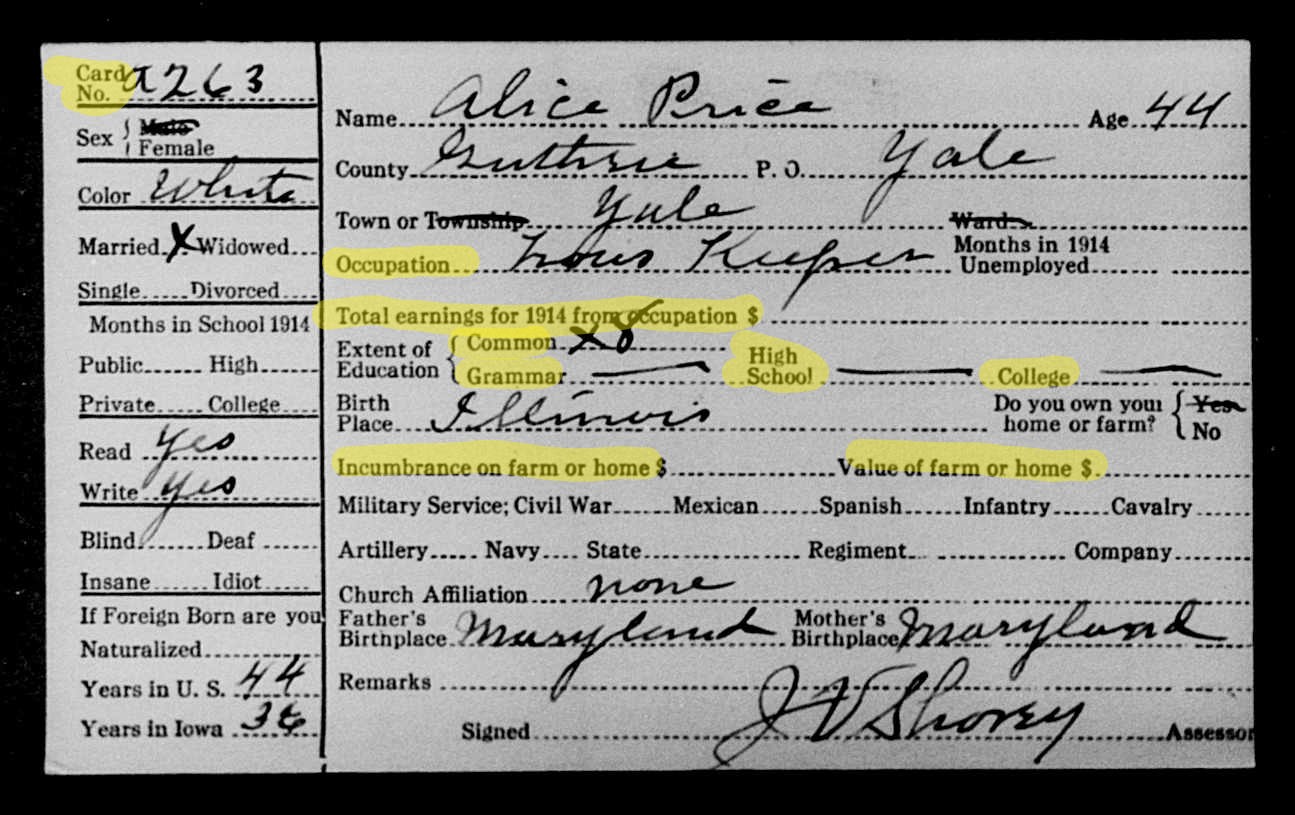 Card No. A263
Sex { Male Female
Color White
Married X Widowed
Single Divorced
Months in School 1914
Public High
Private College
Read Yes
Write Yes
Blind Deaf
Insane Idiot
If Foreign Born are you
Naturalized
Years in U. S. 44
Years in Iowa 36
Name Alice Price Age 44
County Guthrie P. O. Yale
Town or Township Yale Ward
Occupation Hous Keeper Months in 1914 Unemployed
Total earnings for 1914 from occupation $
Extent of Education { Common X 8
Grammar — High School — College —
Birth Place Illinois Do you own your home or farm? { Yes No
Incumbrance on farm or home $ Value of farm or home $
Military Service; Civil War Mexican Spanish Infantry Cavalry
Artillery Navy State Regiment Company
Church Affiliation none
Father's Birthplace Maryland Mother's Birthplace Maryland
Remarks
Signed J V Shorey Assessor